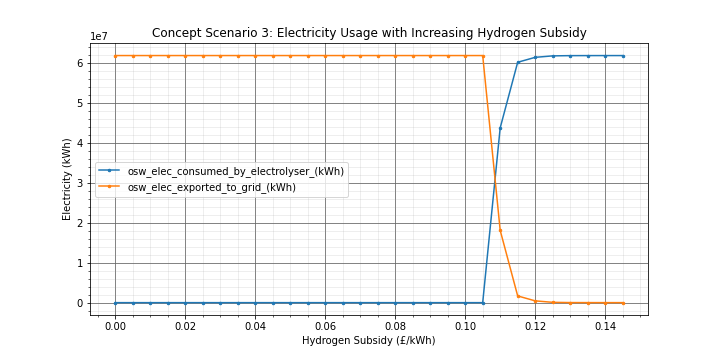 Concept Scenario 3: Electricity Usage with Increasing Hydrogen Subsidy
1e7
6
5
4
3
2
1
0
Electricity (kWh)
osw_elec_consumed_by_electrolyser_(kWh)
osw_elec_exported_to_grid_(kWh)
0.00 0.02 0.04 0.06 0.08 0.10 0.12 0.14
Hydrogen Subsidy (£/kWh)